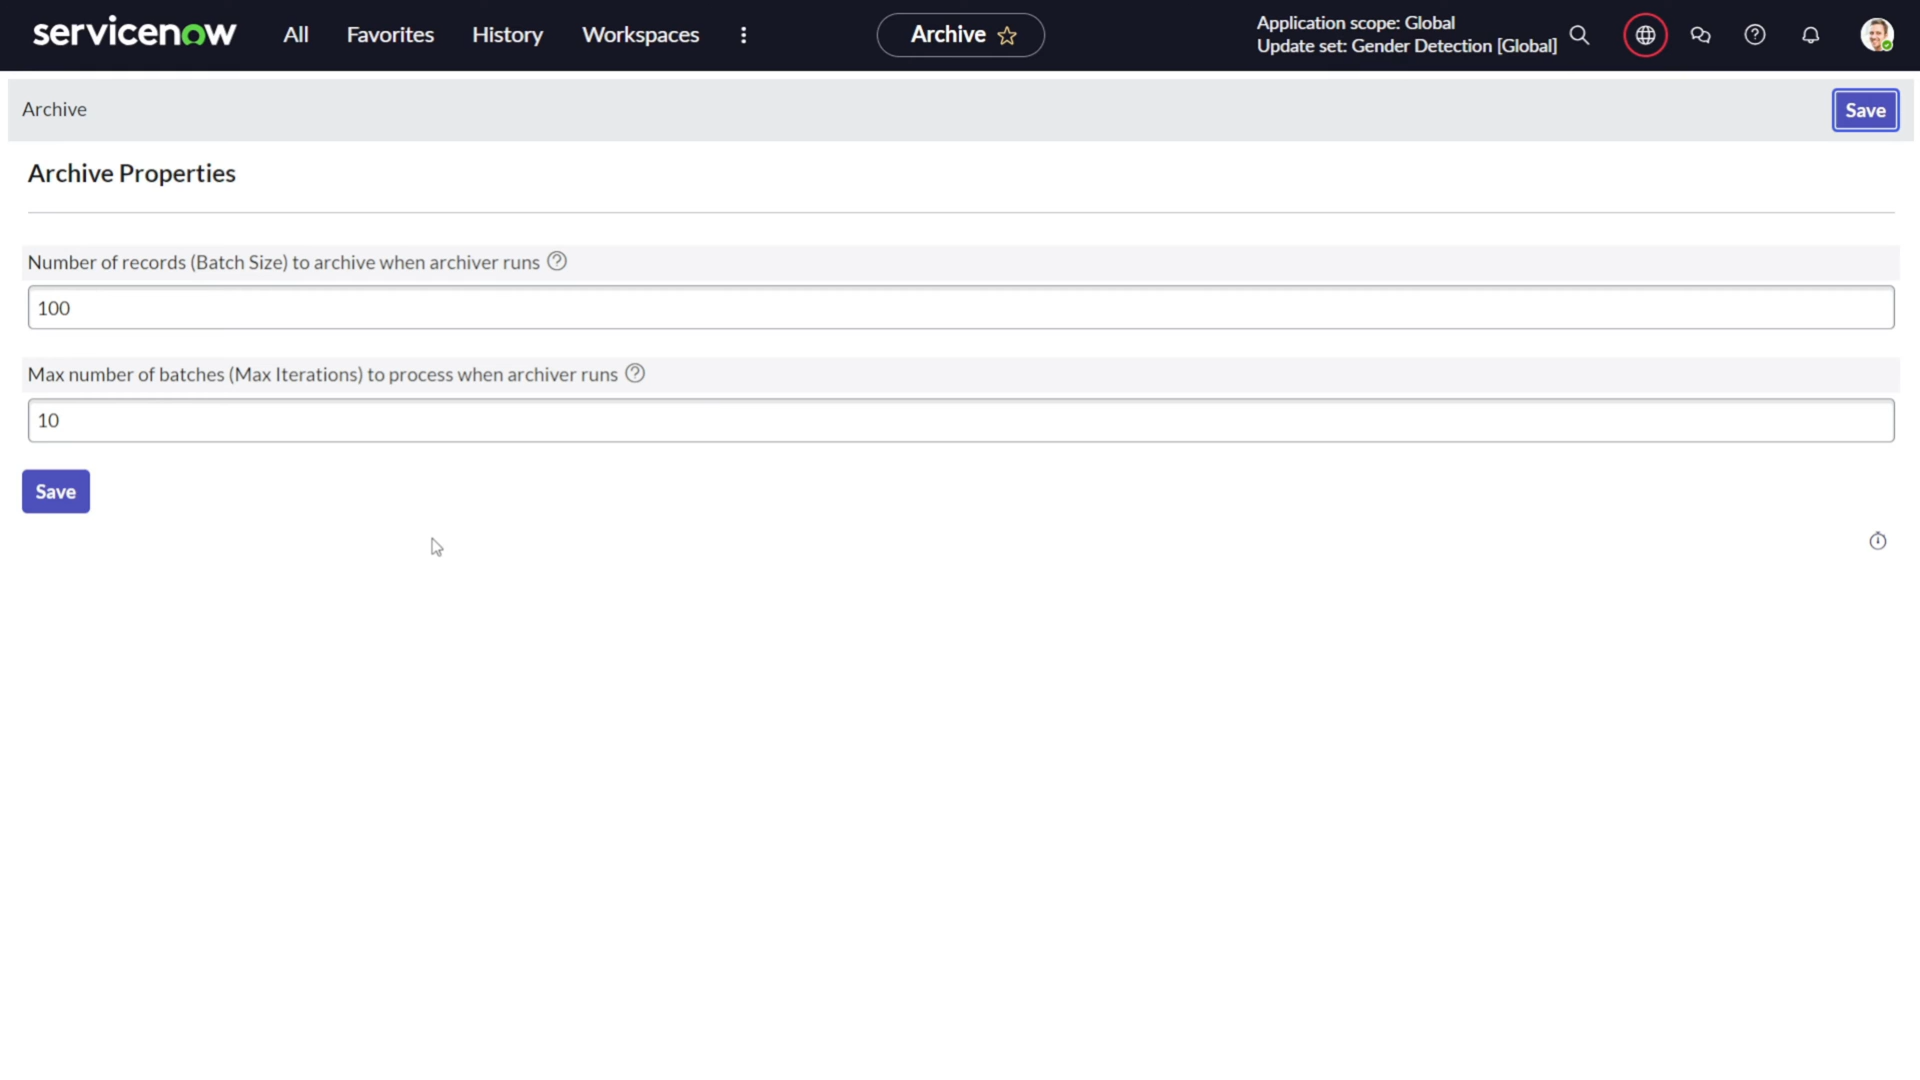 servicenow
All
Favorites
History
Workspaces
Archive
Application scope: Global
Update set: Gender Detection [Global]
Archive
Save
Archive Properties
Number of records (Batch Size) to archive when archiver runs
100
Max number of batches (Max Iterations) to process when archiver runs
10
Save